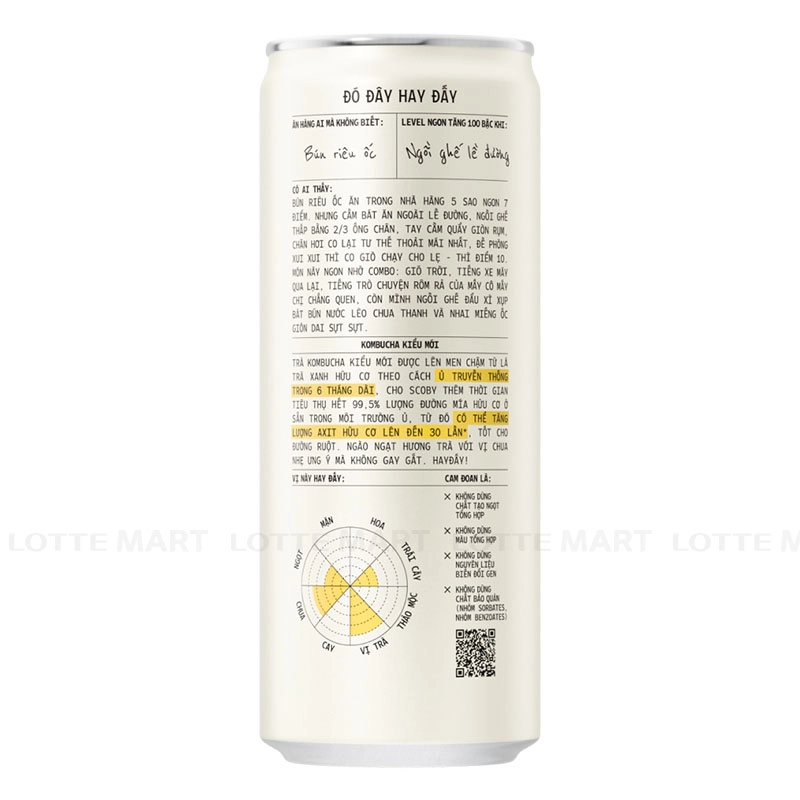 ĐÓ ĐÂY HAY ĐẤY
ĂN HÀNG AI MÀ KHÔNG BIẾT:
Bún riêu ốc
LEVEL NGON TĂNG 100 BẬC KHI:
Ngồi ghế lề đường
CÓ AI THẤY:
BÚN RIÊU ỐC ĂN TRONG NHÀ HÀNG 5 SAO NGON 7
ĐIỂM. NHƯNG CẦM BÁT ĂN NGOÀI LỀ ĐƯỜNG, NGỒI GHẾ
THẤP BẰNG 2/3 ỐNG CHÂN, TAY CẦM QUẨY GIÒN RỤM,
CHÂN HƠI CO LẠI TƯ THẾ THOẢI MÁI NHẤT, ĐỀ PHÒNG
XUI XUI THÌ CO GIÒ CHẠY CHO LẸ - THÌ ĐIỂM 10.
MÓN NÀY NGON NHỜ COMBO: GIÓ TRỜI, TIẾNG XE MÁY
QUA LẠI, TIẾNG TRÒ CHUYỆN RÔM RẢ CỦA MẤY CÔ MẤY
CHỊ CHẲNG QUEN, CÒN MÌNH NGỒI GHẾ ĐẨU XÌ XỤP
BÁT BÚN NƯỚC LÈO CHUA THANH VÀ NHAI MIẾNG ỐC
GIÒN DAI SỰT SỰT.
KOMBUCHA KIỂU MỚI
TRÀ KOMBUCHA KIỂU MỚI ĐƯỢC LÊN MEN CHẬM TỪ LÁ
TRÀ XANH HỮU CƠ THEO CÁCH Ủ TRUYỀN THỐNG
TRONG 6 THÁNG DÀI, CHO SCOBY THÊM THỜI GIAN
TIÊU THỤ HẾT 99,5% LƯỢNG ĐƯỜNG MÍA HỮU CƠ Ở
SẴN TRONG MÔI TRƯỜNG Ủ, TỪ ĐÓ CÓ THỂ TĂNG
LƯỢNG AXIT HỮU CƠ LÊN ĐẾN 30 LẦN*, TỐT CHO
ĐƯỜNG RUỘT. NGÀO NGẠT HƯƠNG TRÀ VỚI VỊ CHUA
NHẸ ƯNG Ý MÀ KHÔNG GAY GẮT. HAYĐẤY!
VỊ NÀY HAY ĐẤY:
MẶN
HOA
TRÁI CÂY
THẢO MỘC
VỊ TRÀ
CAY
CHUA
NGỌT
CAM ĐOAN LÀ:
× KHÔNG DÙNG
CHẤT TẠO NGỌT
TỔNG HỢP
× KHÔNG DÙNG
MÀU TỔNG HỢP
× KHÔNG DÙNG
NGUYÊN LIỆU
BIẾN ĐỔI GEN
× KHÔNG DÙNG
CHẤT BẢO QUẢN
(NHÓM SORBATES,
NHÓM BENZOATES)
LOTTE MART LOTTE MART LOTTE MART LOTTE MA